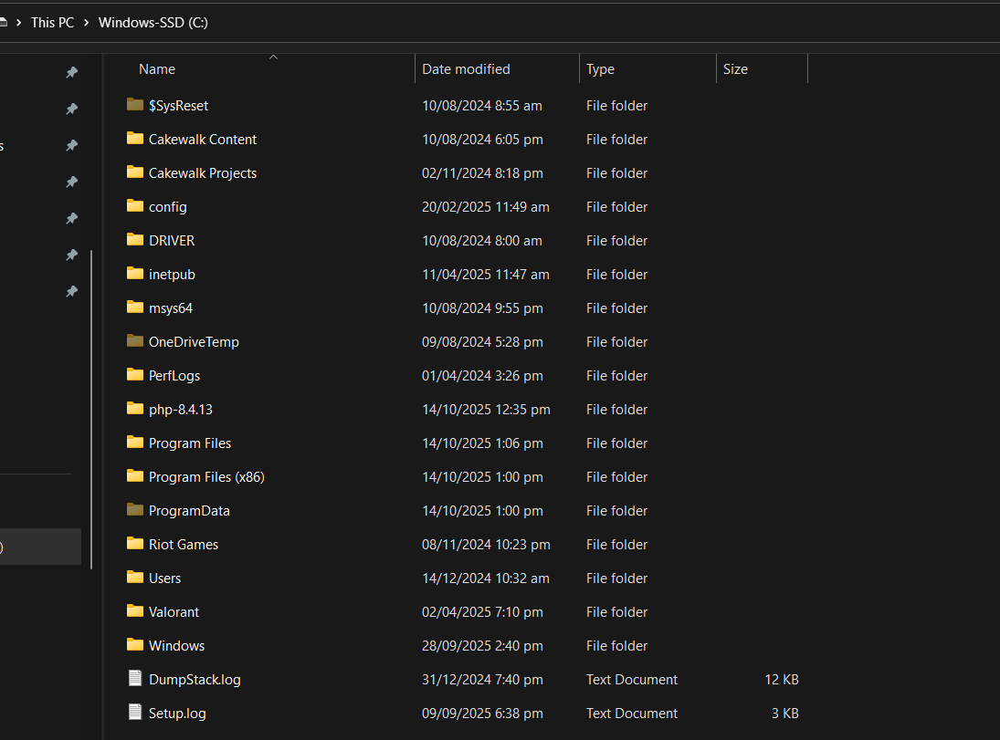 This PC > Windows-SSD (C:)
Name Date modified Type Size
$SysReset 10/08/2024 8:55 am File folder
Cakewalk Content 10/08/2024 6:05 pm File folder
s
Cakewalk Projects 02/11/2024 8:18 pm File folder
config 20/02/2025 11:49 am File folder
DRIVER 10/08/2024 8:00 am File folder
inetpub 11/04/2025 11:47 am File folder
msys64 10/08/2024 9:55 pm File folder
OneDriveTemp 09/08/2024 5:28 pm File folder
PerfLogs 01/04/2024 3:26 pm File folder
php-8.4.13 14/10/2025 12:35 pm File folder
Program Files 14/10/2025 1:06 pm File folder
Program Files (x86) 14/10/2025 1:00 pm File folder
ProgramData 14/10/2025 1:00 pm File folder
)
Riot Games 08/11/2024 10:23 pm File folder
Users 14/12/2024 10:32 am File folder
Valorant 02/04/2025 7:10 pm File folder
Windows 28/09/2025 2:40 pm File folder
DumpStack.log 31/12/2024 7:40 pm Text Document 12 KB
Setup.log 09/09/2025 6:38 pm Text Document 3 KB